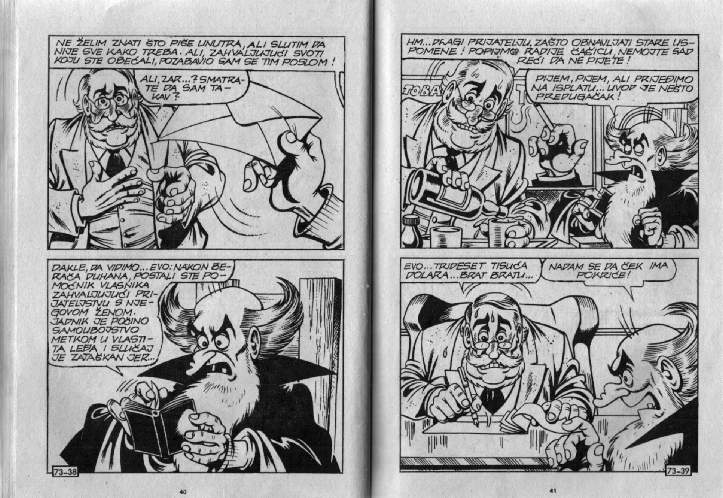 NE ŽELIM ZNATI ŠTO PIŠE UNUTRA, ALI SLUTIM DA
NIJE SVE KAKO TREBA. ALI, ZAHVALJUJUĆI SVOTI
KOJU STE OBEĆALI, POZABAVIO SAM SE TIM POSLOM!
ALI, ZAR...? SMATRA-
TE DA SAM TA-
KAV?
DAKLE, DA VIDIMO...EVO: NAKON BE-
RAČA DUHANA, POSTALI STE PO-
MOĆNIK VLASNIKA
ZAHVALJUJUĆI PRI-
JATELJSTVU S NJE-
GOVOM ŽENOM.
JADNIK JE POČINIO
SAMOUBOJSTVO
METKOM U VLASTI-
TA LEĐA I SLUČAJ
JE ZATAŠKAN JER...
73-38
40
HM...DRAGI PRIJATELJU, ZAŠTO OBNAVLJATI STARE US-
POMENE! POPIJMO RADIJE ČAŠICU, NEMOJTE SAD
REĆI DA NE PIJETE!
PIJEM, PIJEM, ALI PRIJEĐIMO
NA ISPLATU...UVOD JE NEŠTO
PREDUGAČAK!
TOBA
EVO...TRIDESET TISUĆA
DOLARA...BRAT BRATU...
NADAM SE DA ČEK IMA
POKRIĆE!
73-39
41